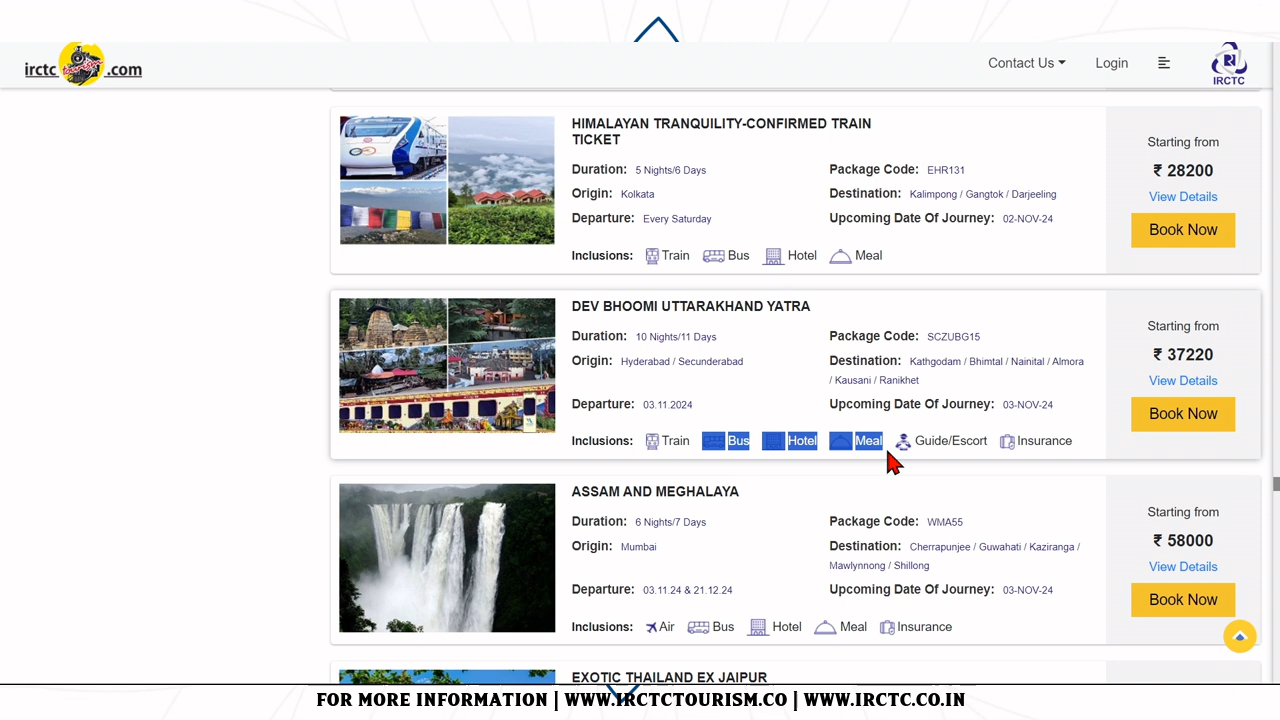 irctc tourism .com
Contact Us
Login
IRCTC
HIMALAYAN TRANQUILITY-CONFIRMED TRAIN
TICKET
Duration: 5 Nights/6 Days
Package Code: EHR131
Origin: Kolkata
Destination: Kalimpong / Gangtok / Darjeeling
Departure: Every Saturday
Upcoming Date Of Journey: 02-NOV-24
Inclusions: Train Bus Hotel Meal
Starting from
₹ 28200
View Details
Book Now
DEV BHOOMI UTTARAKHAND YATRA
Duration: 10 Nights/11 Days
Package Code: SCZUBG15
Origin: Hyderabad / Secunderabad
Destination: Kathgodam / Bhimtal / Nainital / Almora
/ Kausani / Ranikhet
Departure: 03.11.2024
Upcoming Date Of Journey: 03-NOV-24
Inclusions: Train Bus Hotel Meal Guide/Escort Insurance
Starting from
₹ 37220
View Details
Book Now
ASSAM AND MEGHALAYA
Duration: 6 Nights/7 Days
Package Code: WMA55
Origin: Mumbai
Destination: Cherrapunjee / Guwahati / Kaziranga /
Mawlynnong / Shillong
Departure: 03.11.24 & 21.12.24
Upcoming Date Of Journey: 03-NOV-24
Inclusions: Air Bus Hotel Meal Insurance
Starting from
₹ 58000
View Details
Book Now
EXOTIC THAILAND EX JAIPUR
FOR MORE INFORMATION | WWW.IRCTCTOURISM.CO | WWW.IRCTC.CO.IN